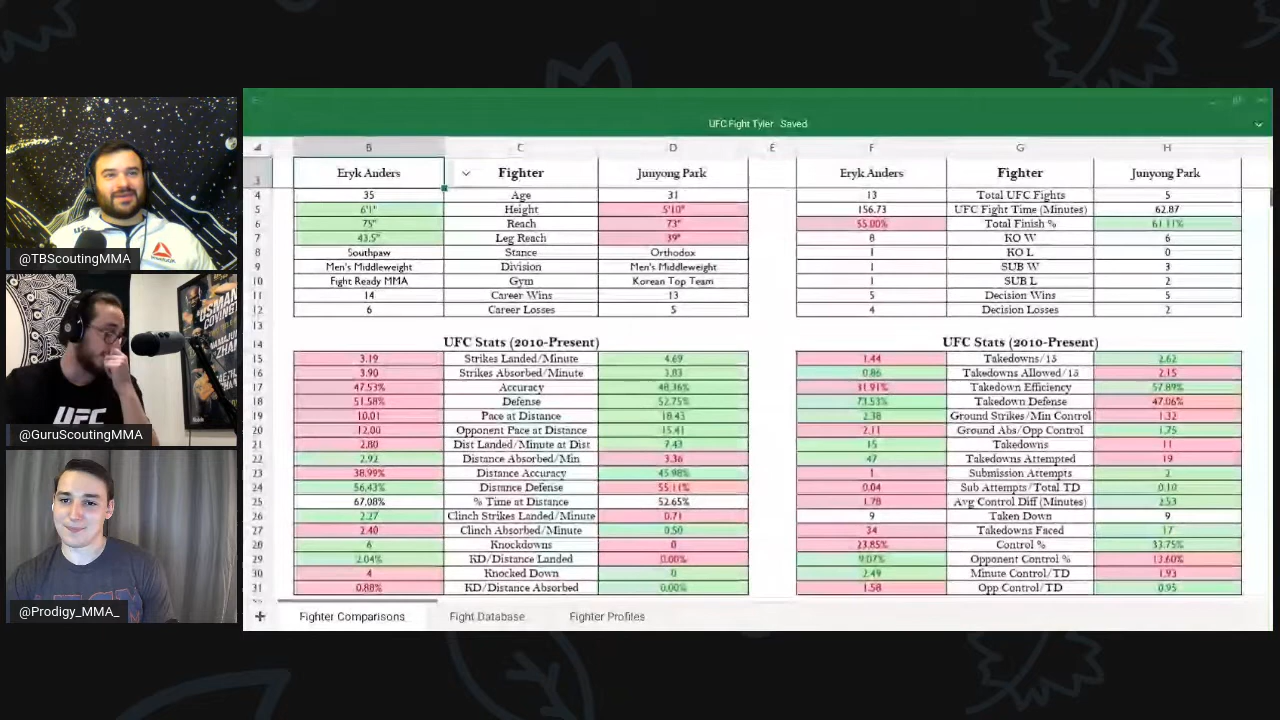 UFC Fight Tyler Saved
B C D E F G H
3 Eryk Anders Fighter Junyong Park Eryk Anders Fighter Junyong Park
4 35 Age 31 13 Total UFC Fights 5
5 6'1" Height 5'10" 156.73 UFC Fight Time (Minutes) 62.87
6 75" Reach 73" 55.00% Total Finish % 61.11%
7 43.5" Leg Reach 39" 8 KO W 6
8 Southpaw Stance Orthodox 1 KO L 0
9 Men's Middleweight Division Men's Middleweight 1 SUB W 3
10 Fight Ready MMA Gym Korean Top Team 1 SUB L 2
11 14 Career Wins 13 5 Decision Wins 5
12 6 Career Losses 5 4 Decision Losses 2
13
14 UFC Stats (2010-Present) UFC Stats (2010-Present)
15 3.19 Strikes Landed/Minute 4.69 1.44 Takedowns/15 2.62
16 3.90 Strikes Absorbed/Minute 3.83 0.86 Takedowns Allowed/15 2.15
17 47.53% Accuracy 48.36% 31.91% Takedown Efficiency 57.89%
18 51.58% Defense 52.75% 73.53% Takedown Defense 47.06%
19 10.01 Pace at Distance 18.43 2.38 Ground Strikes/Min Control 1.32
20 12.00 Opponent Pace at Distance 15.41 2.11 Ground Abs/Opp Control 1.75
21 2.80 Dist Landed/Minute at Dist 7.43 15 Takedowns 11
22 2.92 Distance Absorbed/Min 3.36 47 Takedowns Attempted 19
23 38.99% Distance Accuracy 45.98% 1 Submission Attempts 2
24 56.43% Distance Defense 55.11% 0.04 Sub Attempts/Total TD 0.10
25 67.08% % Time at Distance 52.65% 1.78 Avg Control Diff (Minutes) 2.53
26 2.27 Clinch Strikes Landed/Minute 0.71 9 Taken Down 9
27 2.40 Clinch Absorbed/Minute 0.50 34 Takedowns Faced 17
28 6 Knockdowns 0 23.85% Control % 33.75%
29 2.04% KD/Distance Landed 0.00% 9.07% Opponent Control % 13.60%
30 4 Knocked Down 0 2.49 Minute Control/TD 1.93
31 0.88% KD/Distance Absorbed 0.00% 1.58 Opp Control/TD 0.95
Fighter Comparisons Fight Database Fighter Profiles
@TBScoutingMMA
USMAN
COVINGTON
ZHANG
UFC
@GuruScoutingMMA
@Prodigy_MMA_